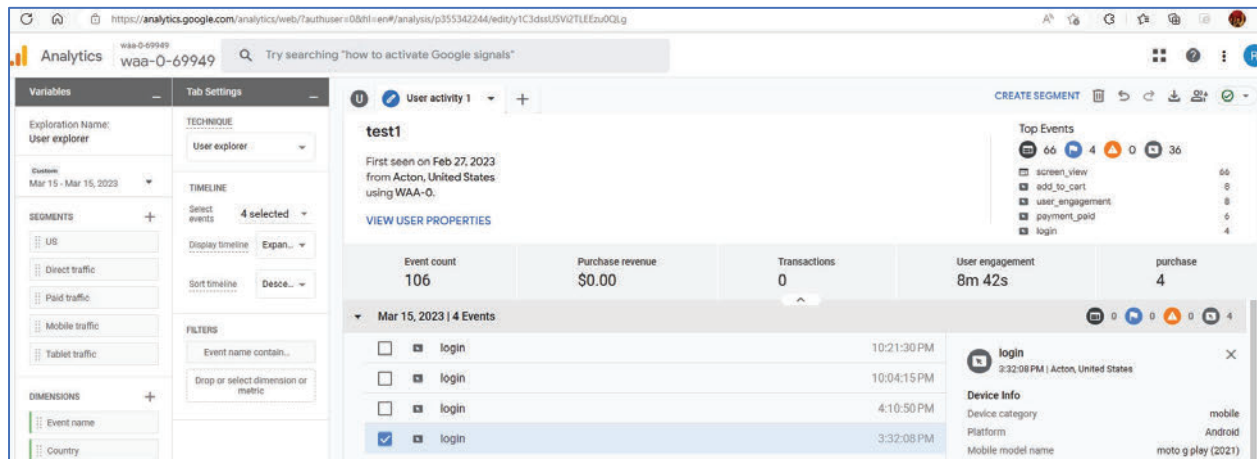 https://analytics.google.com/analytics/web/?authuser=0&hl=en#/analysis/p355342244/edit/y1C3dssUSVi2TLEEzu0QLg
Analytics
waa-0-69949
waa-0-69949
Try searching "how to activate Google signals"
Variables
Exploration Name:
User explorer
Custom
Mar 15 - Mar 15, 2023
SEGMENTS
US
Direct traffic
Paid traffic
Mobile traffic
Tablet traffic
DIMENSIONS
Event name
Country
Tab Settings
TECHNIQUE
User explorer
TIMELINE
Select events
4 selected
Display timeline
Expan...
Sort timeline
Desce...
FILTERS
Event name contain...
Drop or select dimension or
metric
U
User activity 1
CREATE SEGMENT
test1
First seen on Feb 27, 2023
from Acton, United States
using WAA-0.
VIEW USER PROPERTIES
Top Events
66 4 0 36
screen_view 66
add_to_cart 8
user_engagement 8
payment_paid 6
login 4
Event count
106
Purchase revenue
$0.00
Transactions
0
User engagement
8m 42s
purchase
4
Mar 15, 2023 | 4 Events
0 0 0 4
login 10:21:30 PM
login 10:04:15 PM
login 4:10:50 PM
login 3:32:08 PM
login
3:32:08 PM | Acton, United States
Device Info
Device category mobile
Platform Android
Mobile model name moto g play (2021)